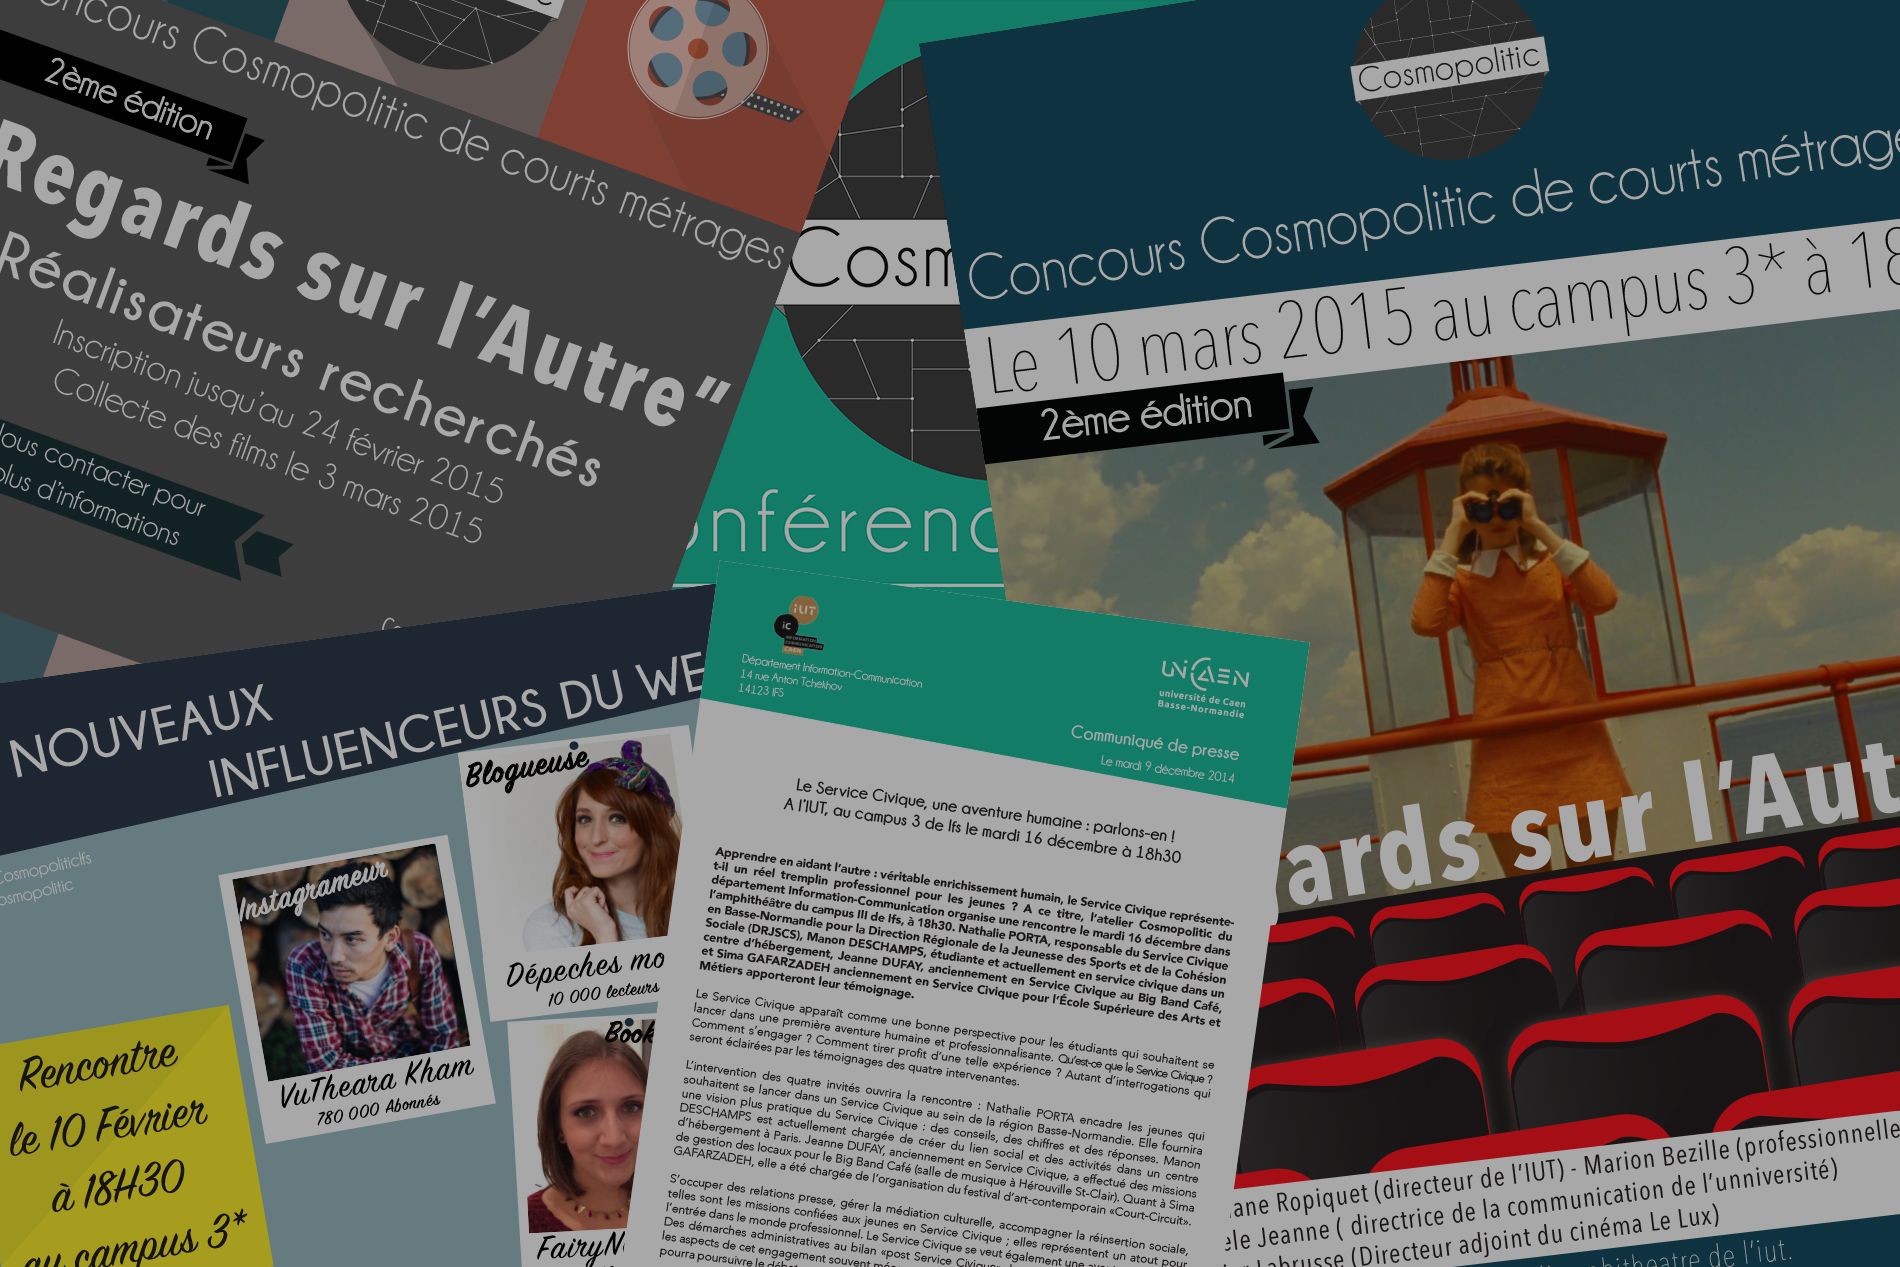 Concours Cosmopolitic de courts métrages
2ème édition
Regards sur l'Autre"
Réalisateurs recherchés
Inscription jusqu'au 24 février 2015
Collecte des films le 3 mars 2015
Nous contacter pour
plus d'informations
Cosm
onférenc
Cosmopolitic
Concours Cosmopolitic de courts métrage
Le 10 mars 2015 au campus 3* à 18
2ème édition
ards sur l'Aut
iane Ropiquet (directeur de l'IUT) - Marion Bezille (professionnelle
èle Jeanne ( directrice de la communication de l'unniversité)
Labrusse (Directeur adjoint du cinéma Le Lux)
phitheatre de l'iut.
NOUVEAUX
INFLUENCEURS DU WE
CosmopoliticIfs
osmopolitic
Blogueuse
Dépeches mo
10 000 lecteurs
Instagrameur
VuTheara Kham
780 000 Abonnés
Book
FairyN
Rencontre
le 10 Février
à 18H30
au campus 3*
iUT
iC
INFORMATION
COMMUNICATION
CAEN
Département Information-Communication
14 rue Anton Tchekhov
14123 IFS
UNICAEN
université de Caen
Basse-Normandie
Communiqué de presse
Le mardi 9 décembre 2014
Le Service Civique, une aventure humaine : parlons-en !
A l'IUT, au campus 3 de Ifs le mardi 16 décembre à 18h30
Apprendre en aidant l'autre : véritable enrichissement humain, le Service Civique représente-
t-il un réel tremplin professionnel pour les jeunes ? A ce titre, l'atelier Cosmopolitic du
département Information-Communication organise une rencontre le mardi 16 décembre dans
l'amphithéâtre du campus III de Ifs, à 18h30. Nathalie PORTA, responsable du Service Civique
en Basse-Normandie pour la Direction Régionale de la Jeunesse des Sports et de la Cohésion
Sociale (DRJSCS), Manon DESCHAMPS, étudiante et actuellement en service civique dans un
centre d'hébergement, Jeanne DUFAY, anciennement en Service Civique au Big Band Café,
et Sima GAFARZADEH anciennement en Service Civique pour l'École Supérieure des Arts et
Métiers apporteront leur témoignage.
Le Service Civique apparaît comme une bonne perspective pour les étudiants qui souhaitent se
lancer dans une première aventure humaine et professionnalisante. Qu'est-ce que le Service Civique ?
Comment s'engager ? Comment tirer profit d'une telle expérience ? Autant d'interrogations qui
seront éclairées par les témoignages des quatre intervenantes.
L'intervention des quatre invités ouvrira la rencontre : Nathalie PORTA encadre les jeunes qui
souhaitent se lancer dans un Service Civique au sein de la région Basse-Normandie. Elle fournira
une vision plus pratique du Service Civique : des conseils, des chiffres et des réponses. Manon
DESCHAMPS est actuellement chargée de créer du lien social et des activités dans un centre
d'hébergement à Paris. Jeanne DUFAY, anciennement en Service Civique, a effectué des missions
de gestion des locaux pour le Big Band Café (salle de musique à Hérouville St-Clair). Quant à Sima
GAFARZADEH, elle a été chargée de l'organisation du festival d'art-contemporain «Court-Circuit».
S'occuper des relations presse, gérer la médiation culturelle, accompagner la réinsertion sociale,
telles sont les missions confiées aux jeunes en Service Civique ; elles représentent un atout pour
l'entrée dans le monde professionnel. Le Service Civique se veut également une
Des démarches administratives au bilan «post Service Civique»
les aspects de cet engagement souvent
pourra poursuivre le